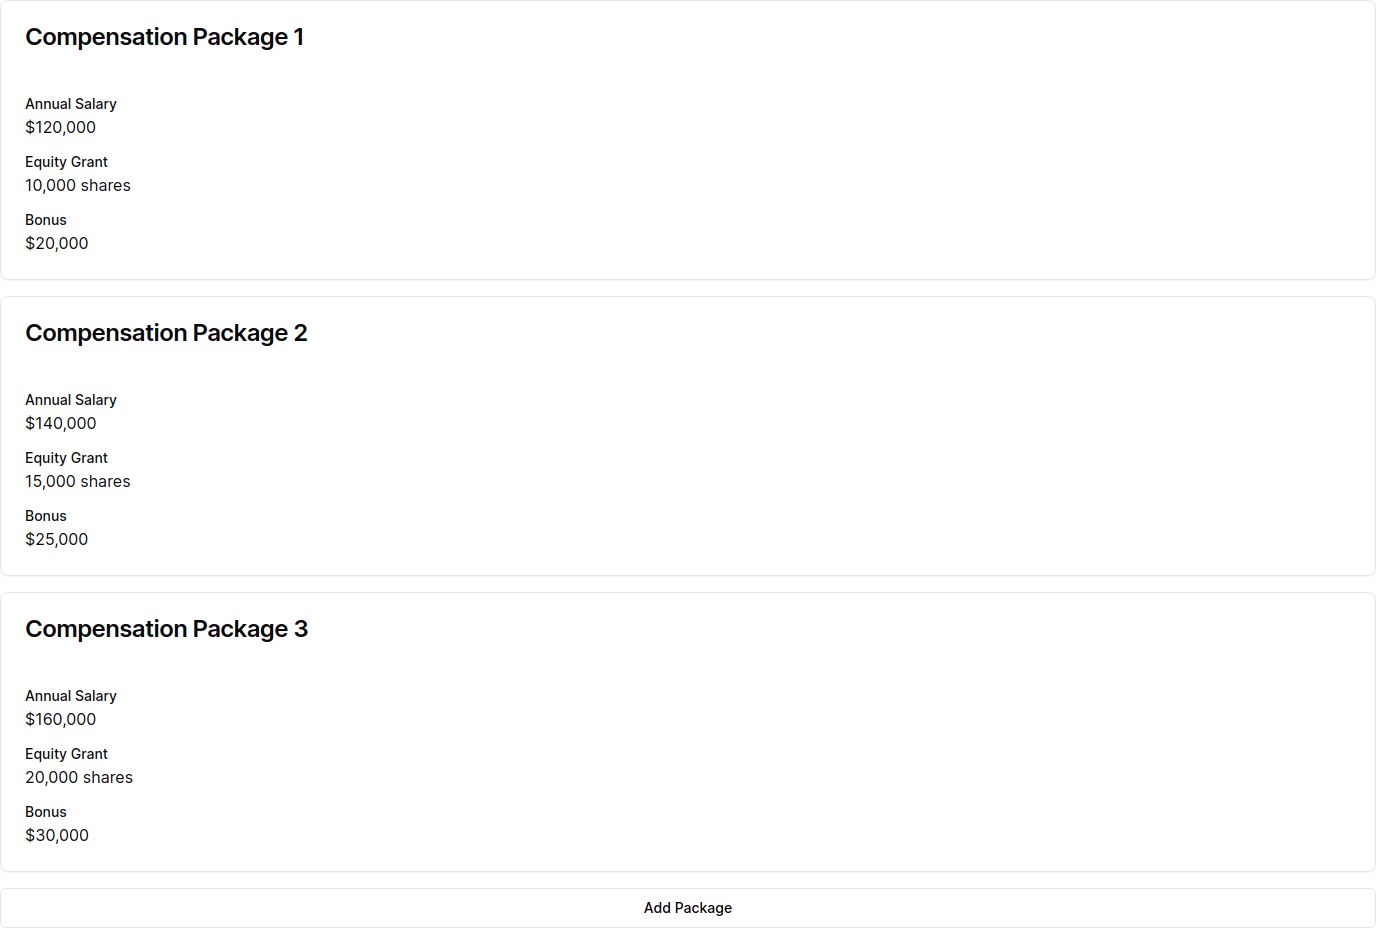 Compensation Package 1
Annual Salary
$120,000
Equity Grant
10,000 shares
Bonus
$20,000
Compensation Package 2
Annual Salary
$140,000
Equity Grant
15,000 shares
Bonus
$25,000
Compensation Package 3
Annual Salary
$160,000
Equity Grant
20,000 shares
Bonus
$30,000
Add Package